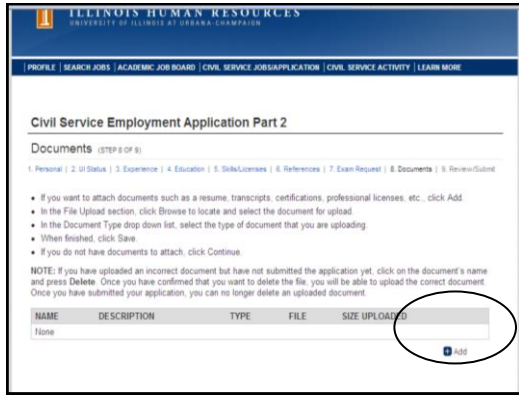 ILLINOIS HUMAN RESOURCES
UNIVERSITY OF ILLINOIS AT URBANA-CHAMPAIGN
PROFILE | SEARCH JOBS | ACADEMIC JOB BOARD | CIVIL SERVICE JOBS/APPLICATION | CIVIL SERVICE ACTIVITY | LEARN MORE
Civil Service Employment Application Part 2
Documents (STEP 8 OF 9)
1. Personal | 2. UI Status | 3. Experience | 4. Education | 5. Skills/Licenses | 6. References | 7. Exam Request | 8. Documents | 9. Review/Submit
• If you want to attach documents such as a resume, transcripts, certifications, professional licenses, etc., click Add.
• In the File Upload section, click Browse to locate and select the document for upload.
• In the Document Type drop down list, select the type of document that you are uploading.
• When finished, click Save.
• If you do not have documents to attach, click Continue.
NOTE: If you have uploaded an incorrect document but have not submitted the application yet, click on the document's name
and press Delete. Once you have confirmed that you want to delete the file, you will be able to upload the correct document.
Once you have submitted your application, you can no longer delete an uploaded document.
NAME DESCRIPTION TYPE FILE SIZE UPLOADED
None
Add